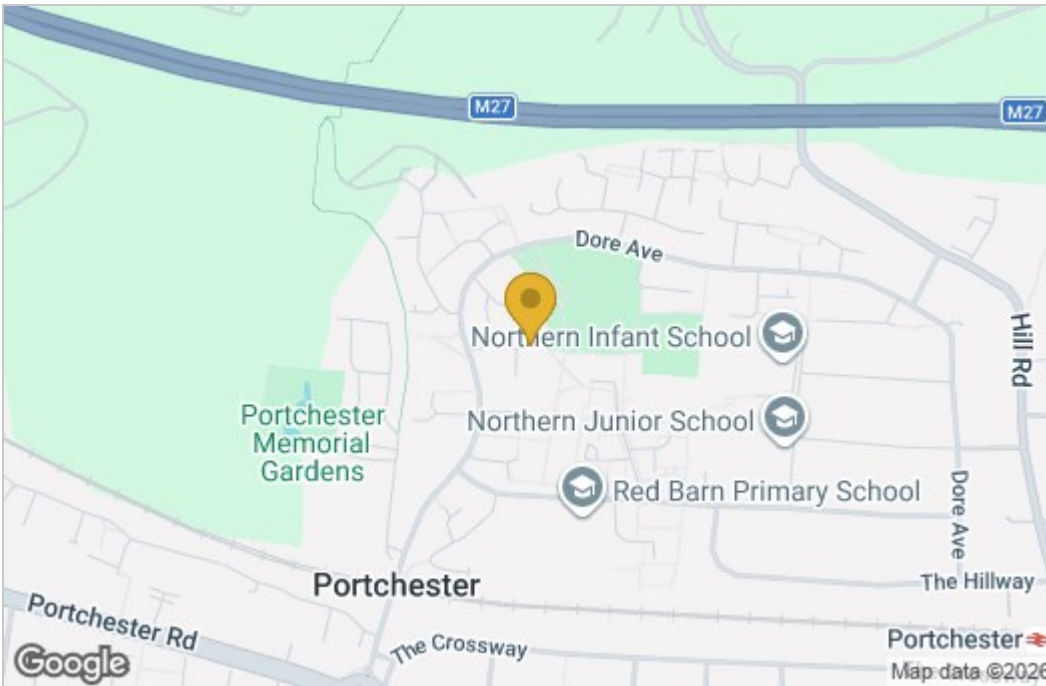 M27
M27
Dore Ave
Hill Rd
Northern Infant School
Portchester
Memorial
Gardens
Northern Junior School
Red Barn Primary School
Dore Ave
Portchester
The Hillway
Portchester Rd
The Crossway
Portchester
Google
Map data ©2026